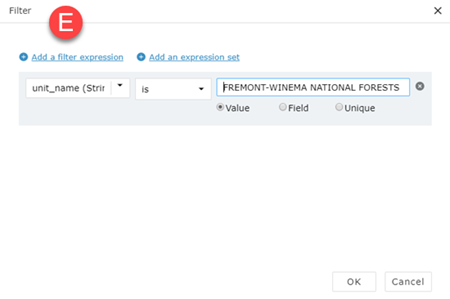 Filter
E
Add a filter expression Add an expression set
unit_name (Strir is FREMONT-WINEMA NATIONAL FORESTS
Value Field Unique
OK Cancel